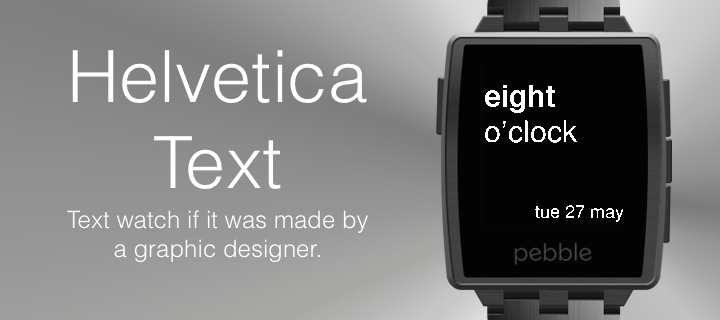 Helvetica
Text
Text watch if it was made by
a graphic designer.
eight
o'clock
tue 27 may
pebble